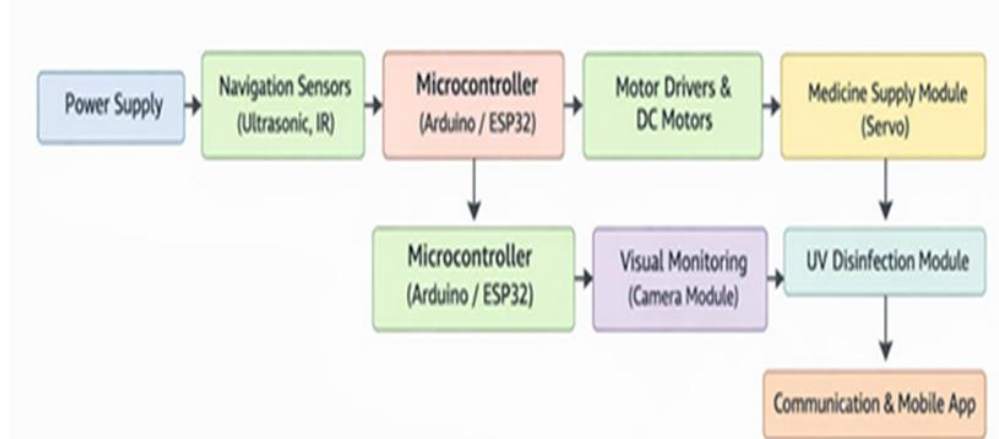 Power Supply
Navigation Sensors
(Ultrasonic, IR)
Microcontroller
(Arduino / ESP32)
Motor Drivers &
DC Motors
Medicine Supply Module
(Servo)
Microcontroller
(Arduino / ESP32)
Visual Monitoring
(Camera Module)
UV Disinfection Module
Communication & Mobile App